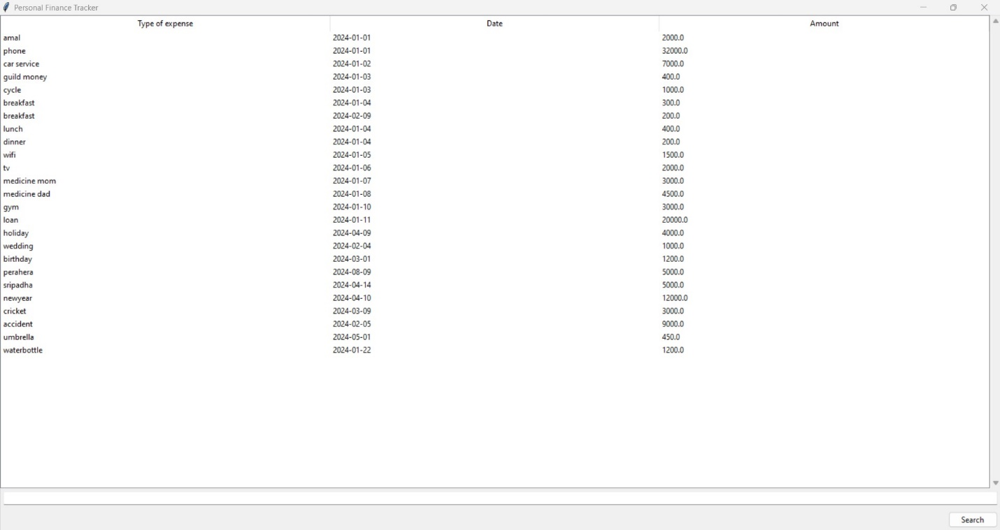 Personal Finance Tracker
Type of expense Date Amount
amal 2024-01-01 2000.0
phone 2024-01-01 32000.0
car service 2024-01-02 7000.0
guild money 2024-01-03 400.0
cycle 2024-01-03 1000.0
breakfast 2024-01-04 300.0
breakfast 2024-02-09 200.0
lunch 2024-01-04 400.0
dinner 2024-01-04 200.0
wifi 2024-01-05 1500.0
tv 2024-01-06 2000.0
medicine mom 2024-01-07 3000.0
medicine dad 2024-01-08 4500.0
gym 2024-01-10 3000.0
loan 2024-01-11 20000.0
holiday 2024-04-09 4000.0
wedding 2024-02-04 1000.0
birthday 2024-03-01 1200.0
perahera 2024-08-09 5000.0
sripadha 2024-04-14 5000.0
newyear 2024-04-10 12000.0
cricket 2024-03-09 3000.0
accident 2024-02-05 9000.0
umbrella 2024-05-01 450.0
waterbottle 2024-01-22 1200.0
Search